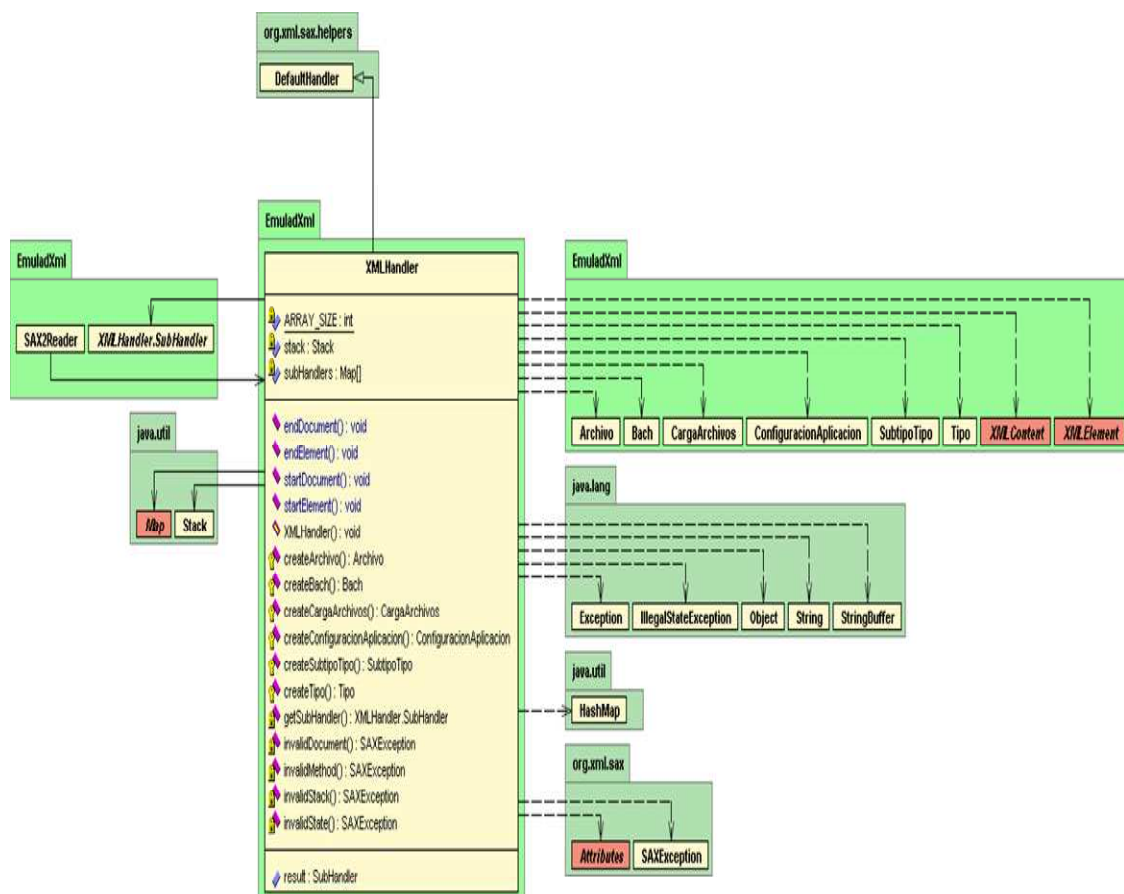 org.xml.sax.helpers
DefaultHandler
EmuladXml
XMLHandler
ARRAY_SIZE : int
stack : Stack
subHandlers : Map[]
endDocument() : void
endElement() : void
startDocument() : void
startElement() : void
XMLHandler() : void
createArchivo() : Archivo
createBach() : Bach
createCargaArchivos() : CargaArchivos
createConfiguracionAplicacion() : ConfiguracionAplicacion
createSubtipoTipo() : SubtipoTipo
createTipo() : Tipo
getSubHandler() : XMLHandler.SubHandler
invalidDocument() : SAXException
invalidMethod() : SAXException
invalidStack() : SAXException
invalidState() : SAXException
result : SubHandler
EmuladXml
SAX2Reader
XMLHandler.SubHandler
java.util
Map
Stack
EmuladXml
Archivo
Bach
CargaArchivos
ConfiguracionAplicacion
SubtipoTipo
Tipo
XMLContent
XMLElement
java.lang
Exception
IllegalStateException
Object
String
StringBuffer
java.util
HashMap
org.xml.sax
Attributes
SAXException